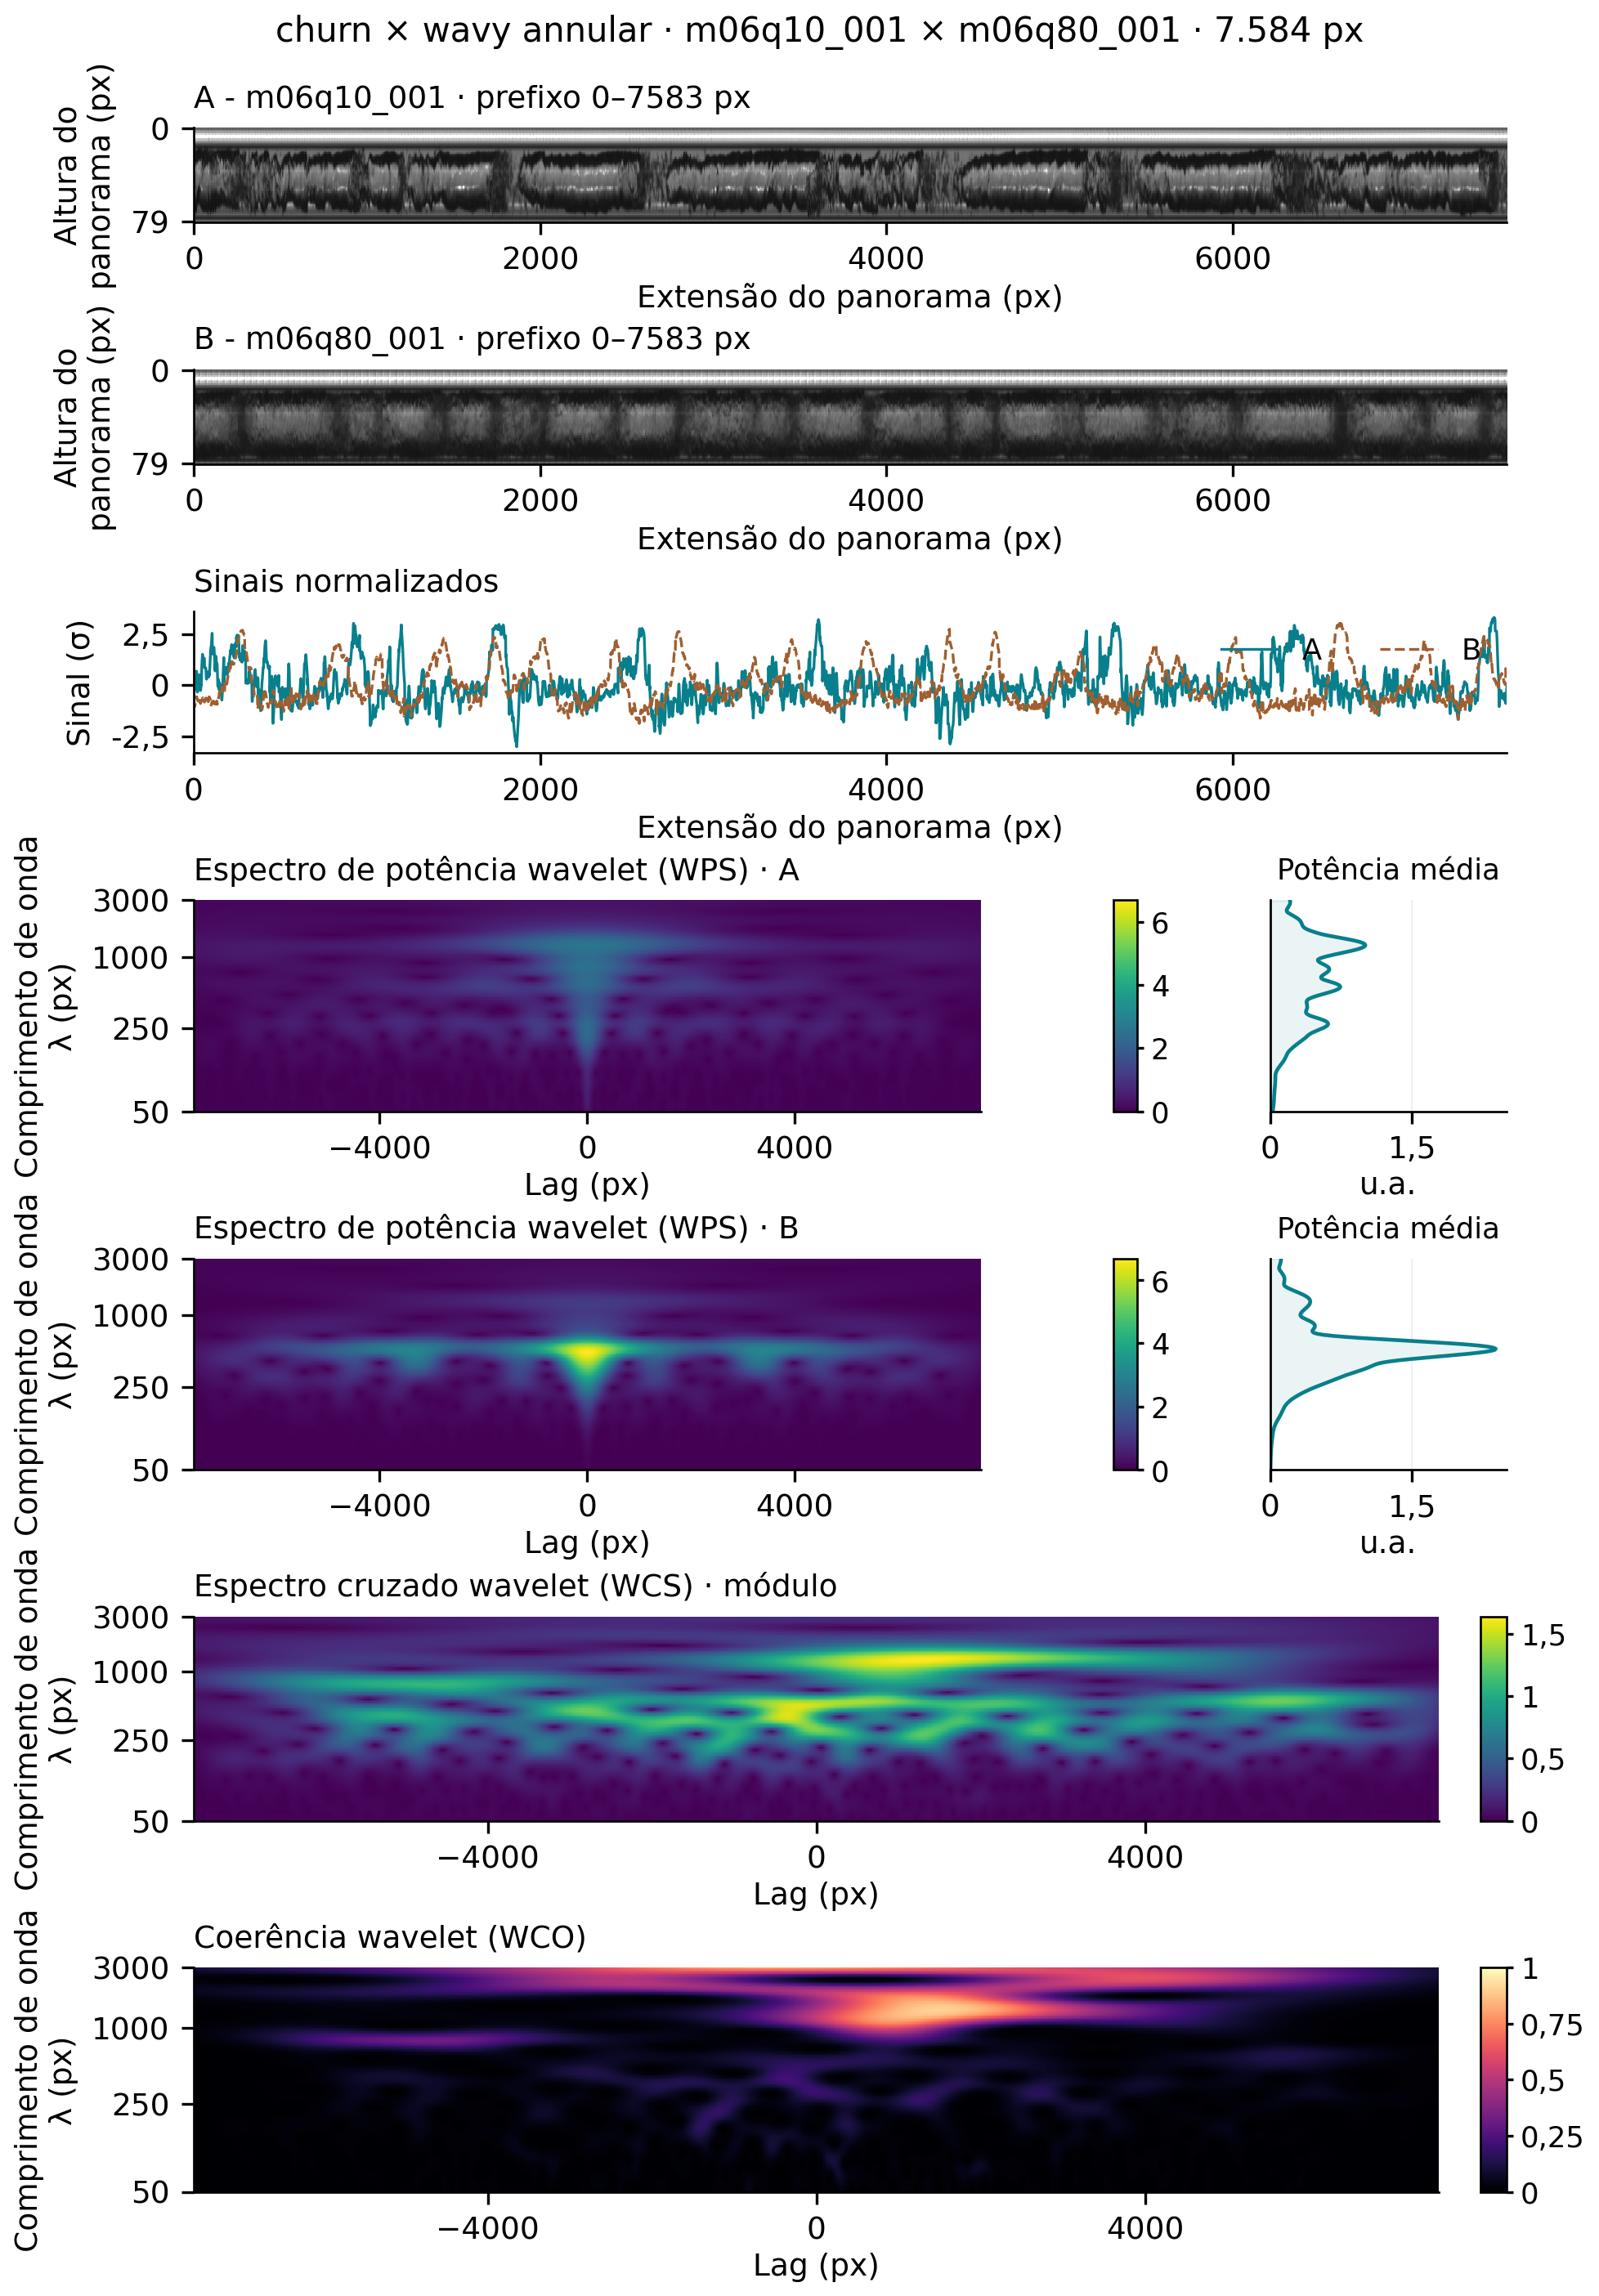 churn × wavy annular · m06q10_001 × m06q80_001 · 7.584 px
A - m06q10_001 · prefixo 0–7583 px
Altura do
panorama (px)
0
79
0 2000 4000 6000
Extensão do panorama (px)
B - m06q80_001 · prefixo 0–7583 px
Altura do
panorama (px)
0
79
0 2000 4000 6000
Extensão do panorama (px)
Sinais normalizados
Sinal (σ)
2,5
0
-2,5
A B
0 2000 4000 6000
Extensão do panorama (px)
Espectro de potência wavelet (WPS) · A
Comprimento de onda
λ (px)
3000
1000
250
50
−4000 0 4000
Lag (px)
6
4
2
0
Potência média
0 1,5
u.a.
Espectro de potência wavelet (WPS) · B
Comprimento de onda
λ (px)
3000
1000
250
50
−4000 0 4000
Lag (px)
6
4
2
0
Potência média
0 1,5
u.a.
Espectro cruzado wavelet (WCS) · módulo
Comprimento de onda
λ (px)
3000
1000
250
50
−4000 0 4000
Lag (px)
1,5
1
0,5
0
Coerência wavelet (WCO)
Comprimento de onda
λ (px)
3000
1000
250
50
−4000 0 4000
Lag (px)
1
0,75
0,5
0,25
0